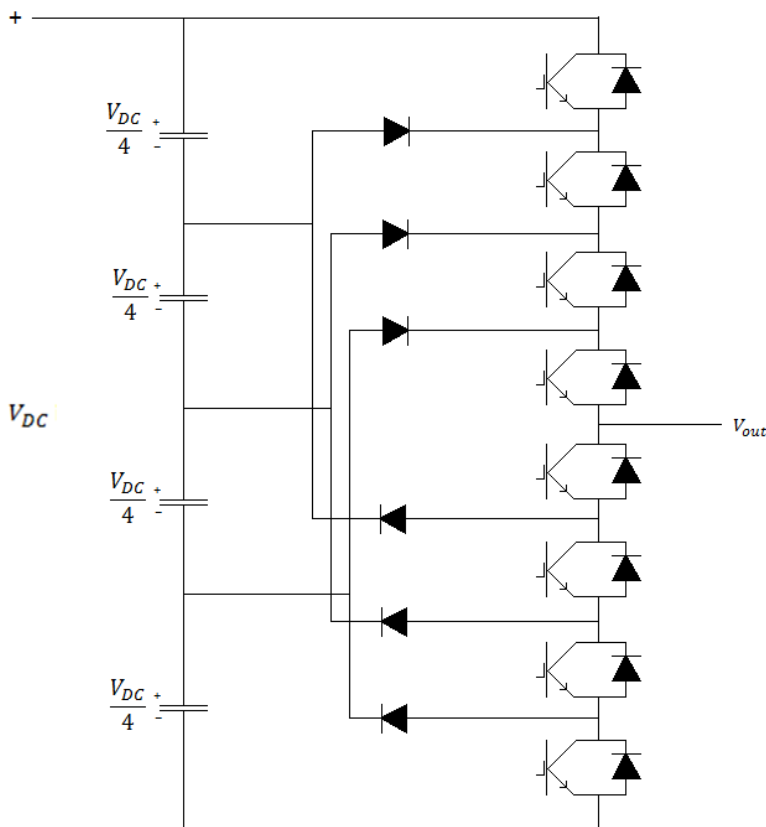 +
V_DC/4 + −
V_DC/4 + −
V_DC
V_out
V_DC/4 + −
V_DC/4 + −